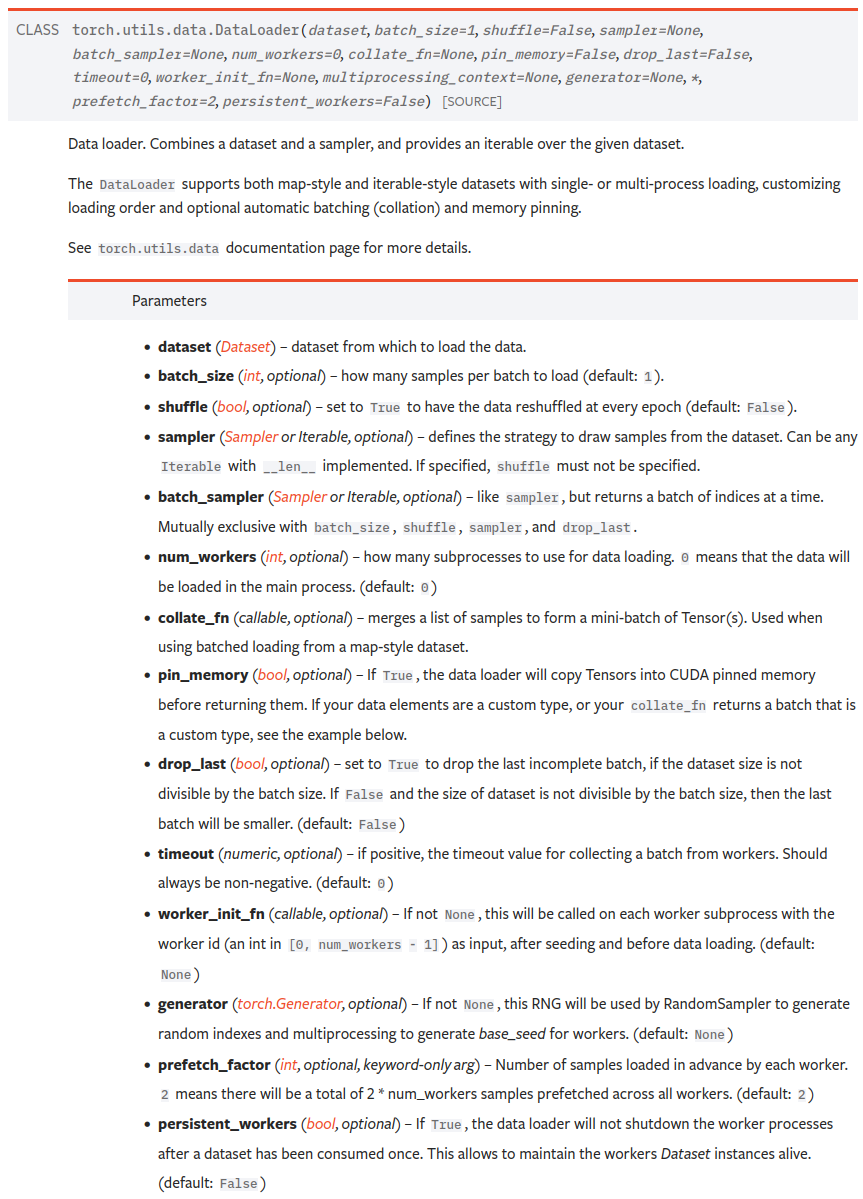 CLASS torch.utils.data.DataLoader(dataset, batch_size=1, shuffle=False, sampler=None,
batch_sampler=None, num_workers=0, collate_fn=None, pin_memory=False, drop_last=False,
timeout=0, worker_init_fn=None, multiprocessing_context=None, generator=None, *,
prefetch_factor=2, persistent_workers=False) [SOURCE]
Data loader. Combines a dataset and a sampler, and provides an iterable over the given dataset.
The DataLoader supports both map-style and iterable-style datasets with single- or multi-process loading, customizing
loading order and optional automatic batching (collation) and memory pinning.
See torch.utils.data documentation page for more details.
Parameters
• dataset (Dataset) – dataset from which to load the data.
• batch_size (int, optional) – how many samples per batch to load (default: 1).
• shuffle (bool, optional) – set to True to have the data reshuffled at every epoch (default: False).
• sampler (Sampler or Iterable, optional) – defines the strategy to draw samples from the dataset. Can be any
Iterable with __len__ implemented. If specified, shuffle must not be specified.
• batch_sampler (Sampler or Iterable, optional) – like sampler, but returns a batch of indices at a time.
Mutually exclusive with batch_size, shuffle, sampler, and drop_last.
• num_workers (int, optional) – how many subprocesses to use for data loading. 0 means that the data will
be loaded in the main process. (default: 0)
• collate_fn (callable, optional) – merges a list of samples to form a mini-batch of Tensor(s). Used when
using batched loading from a map-style dataset.
• pin_memory (bool, optional) – If True, the data loader will copy Tensors into CUDA pinned memory
before returning them. If your data elements are a custom type, or your collate_fn returns a batch that is
a custom type, see the example below.
• drop_last (bool, optional) – set to True to drop the last incomplete batch, if the dataset size is not
divisible by the batch size. If False and the size of dataset is not divisible by the batch size, then the last
batch will be smaller. (default: False)
• timeout (numeric, optional) – if positive, the timeout value for collecting a batch from workers. Should
always be non-negative. (default: 0)
• worker_init_fn (callable, optional) – If not None, this will be called on each worker subprocess with the
worker id (an int in [0, num_workers - 1]) as input, after seeding and before data loading. (default:
None)
• generator (torch.Generator, optional) – If not None, this RNG will be used by RandomSampler to generate
random indexes and multiprocessing to generate base_seed for workers. (default: None)
• prefetch_factor (int, optional, keyword-only arg) – Number of samples loaded in advance by each worker.
2 means there will be a total of 2 * num_workers samples prefetched across all workers. (default: 2)
• persistent_workers (bool, optional) – If True, the data loader will not shutdown the worker processes
after a dataset has been consumed once. This allows to maintain the workers Dataset instances alive.
(default: False)